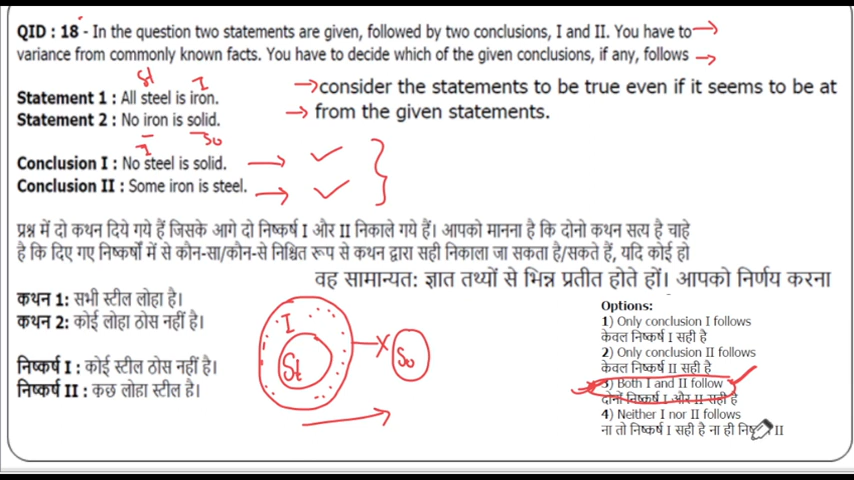 QID : 18 - In the question two statements are given, followed by two conclusions, I and II. You have to
variance from commonly known facts. You have to decide which of the given conclusions, if any, follows
consider the statements to be true even if it seems to be at
from the given statements.
St I
Statement 1 : All steel is iron.
Statement 2 : No iron is solid.
I So
Conclusion I : No steel is solid.
Conclusion II : Some iron is steel.
प्रश्न में दो कथन दिये गये हैं जिसके आगे दो निष्कर्ष I और II निकाले गये हैं। आपको मानना है कि दोनो कथन सत्य है चाहे
है कि दिए गए निष्कर्षों में से कौन-सा/कौन-से निश्चित रूप से कथन द्वारा सही निकाला जा सकता है/सकते हैं, यदि कोई हो
वह सामान्यत: ज्ञात तथ्यों से भिन्न प्रतीत होते हों। आपको निर्णय करना
कथन 1: सभी स्टील लोहा है।
कथन 2: कोई लोहा ठोस नहीं है।
निष्कर्ष I: कोई स्टील ठोस नहीं है।
निष्कर्ष II: कुछ लोहा स्टील है।
I
St
So
Options:
1) Only conclusion I follows
केवल निष्कर्ष I सही है
2) Only conclusion II follows
केवल निष्कर्ष II सही है
3) Both I and II follow
दोनों निष्कर्ष I और II सही है
4) Neither I nor II follows
ना तो निष्कर्ष I सही है ना ही II